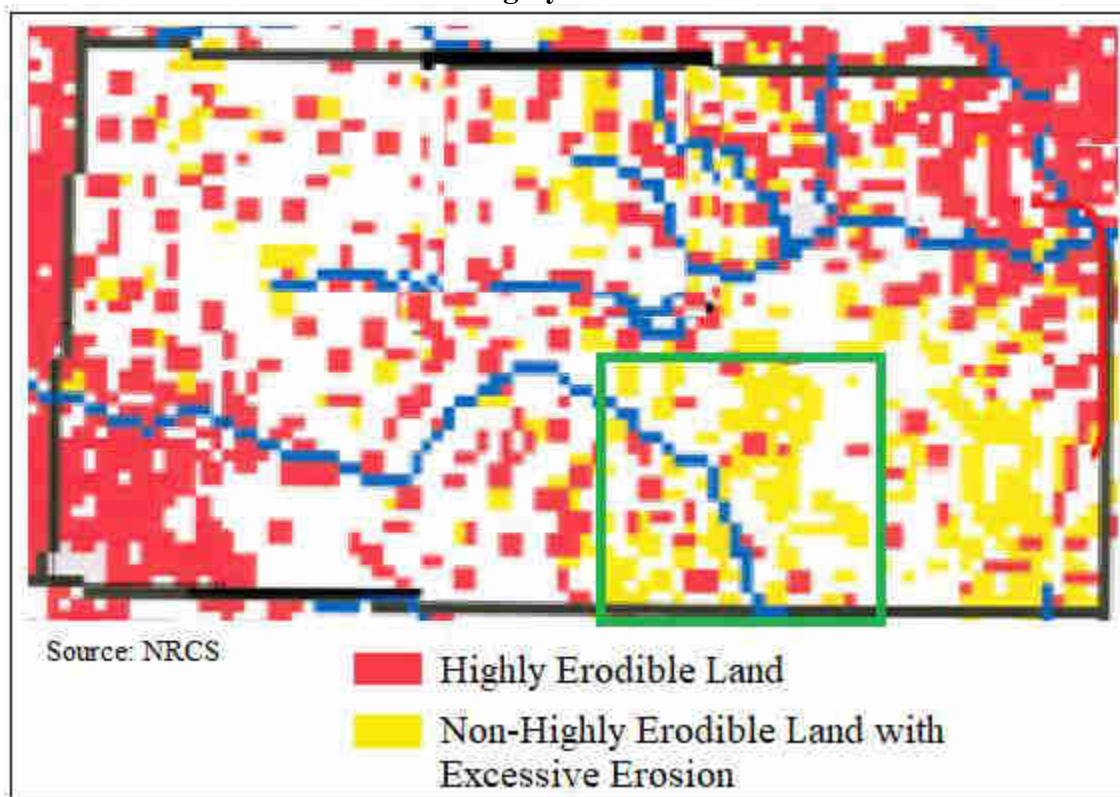 Source: NRCS
Highly Erodible Land
Non-Highly Erodible Land with
Excessive Erosion